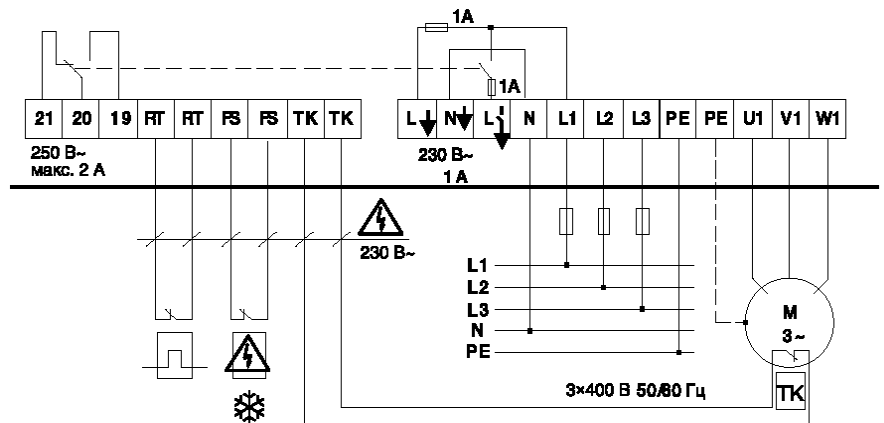 1A
1A
21 20 19 RT RT FS FS TK TK
L N L N L1 L2 L3 PE PE U1 V1 W1
250 В~
макс. 2 А
230 В~
1 A
230 В~
L1
L2
L3
N
PE
M
3~
TK
3×400 В 50/60 Гц